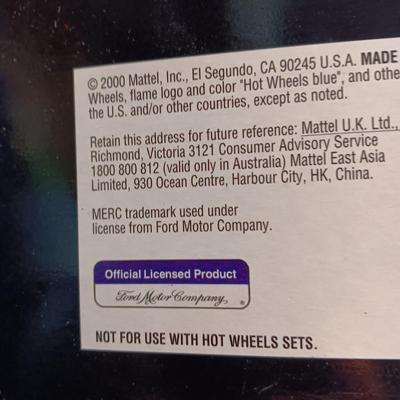 © 2000 Mattel, Inc., El Segundo, CA 90245 U.S.A. MADE
Wheels, flame logo and color "Hot Wheels blue", and othe
the U.S. and/or other countries, except as noted.
Retain this address for future reference: Mattel U.K. Ltd.,
Richmond, Victoria 3121 Consumer Advisory Service
1800 800 812 (valid only in Australia) Mattel East Asia
Limited, 930 Ocean Centre, Harbour City, HK, China.
MERC trademark used under
license from Ford Motor Company.
Official Licensed Product
Ford Motor Company ®
NOT FOR USE WITH HOT WHEELS SETS.